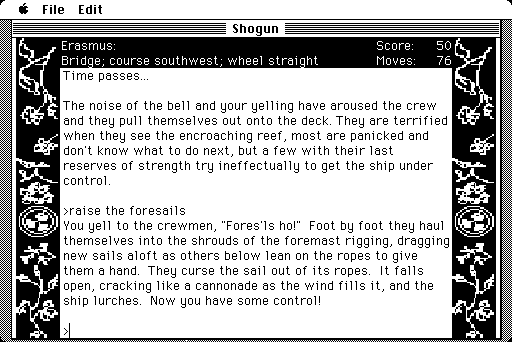 File Edit
Shogun
Erasmus: Score: 50
Bridge; course southwest; wheel straight Moves: 76
Time passes...
The noise of the bell and your yelling have aroused the crew
and they pull themselves out onto the deck. They are terrified
when they see the encroaching reef, most are panicked and
don't know what to do next, but a few with their last
reserves of strength try ineffectually to get the ship under
control.
>raise the foresails
You yell to the crewmen, "Fores'ls ho!" Foot by foot they haul
themselves into the shrouds of the foremast rigging, dragging
new sails aloft as others below lean on the ropes to give
them a hand. They curse the sail out of its ropes. It falls
open, cracking like a cannonade as the wind fills it, and the
ship lurches. Now you have some control!
>